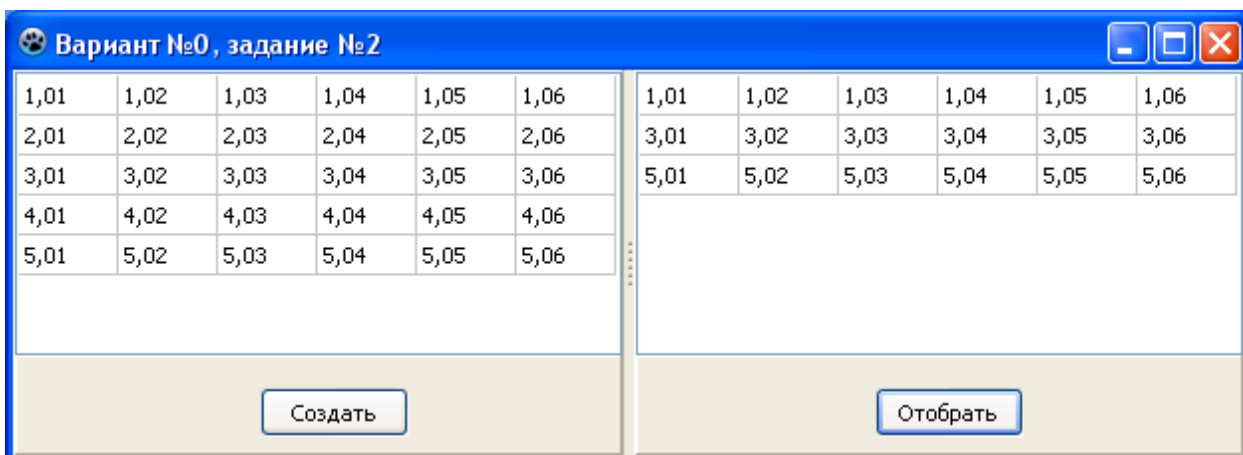 Вариант №0, задание №2
1,01 1,02 1,03 1,04 1,05 1,06
2,01 2,02 2,03 2,04 2,05 2,06
3,01 3,02 3,03 3,04 3,05 3,06
4,01 4,02 4,03 4,04 4,05 4,06
5,01 5,02 5,03 5,04 5,05 5,06
Создать
1,01 1,02 1,03 1,04 1,05 1,06
3,01 3,02 3,03 3,04 3,05 3,06
5,01 5,02 5,03 5,04 5,05 5,06
Отобрать